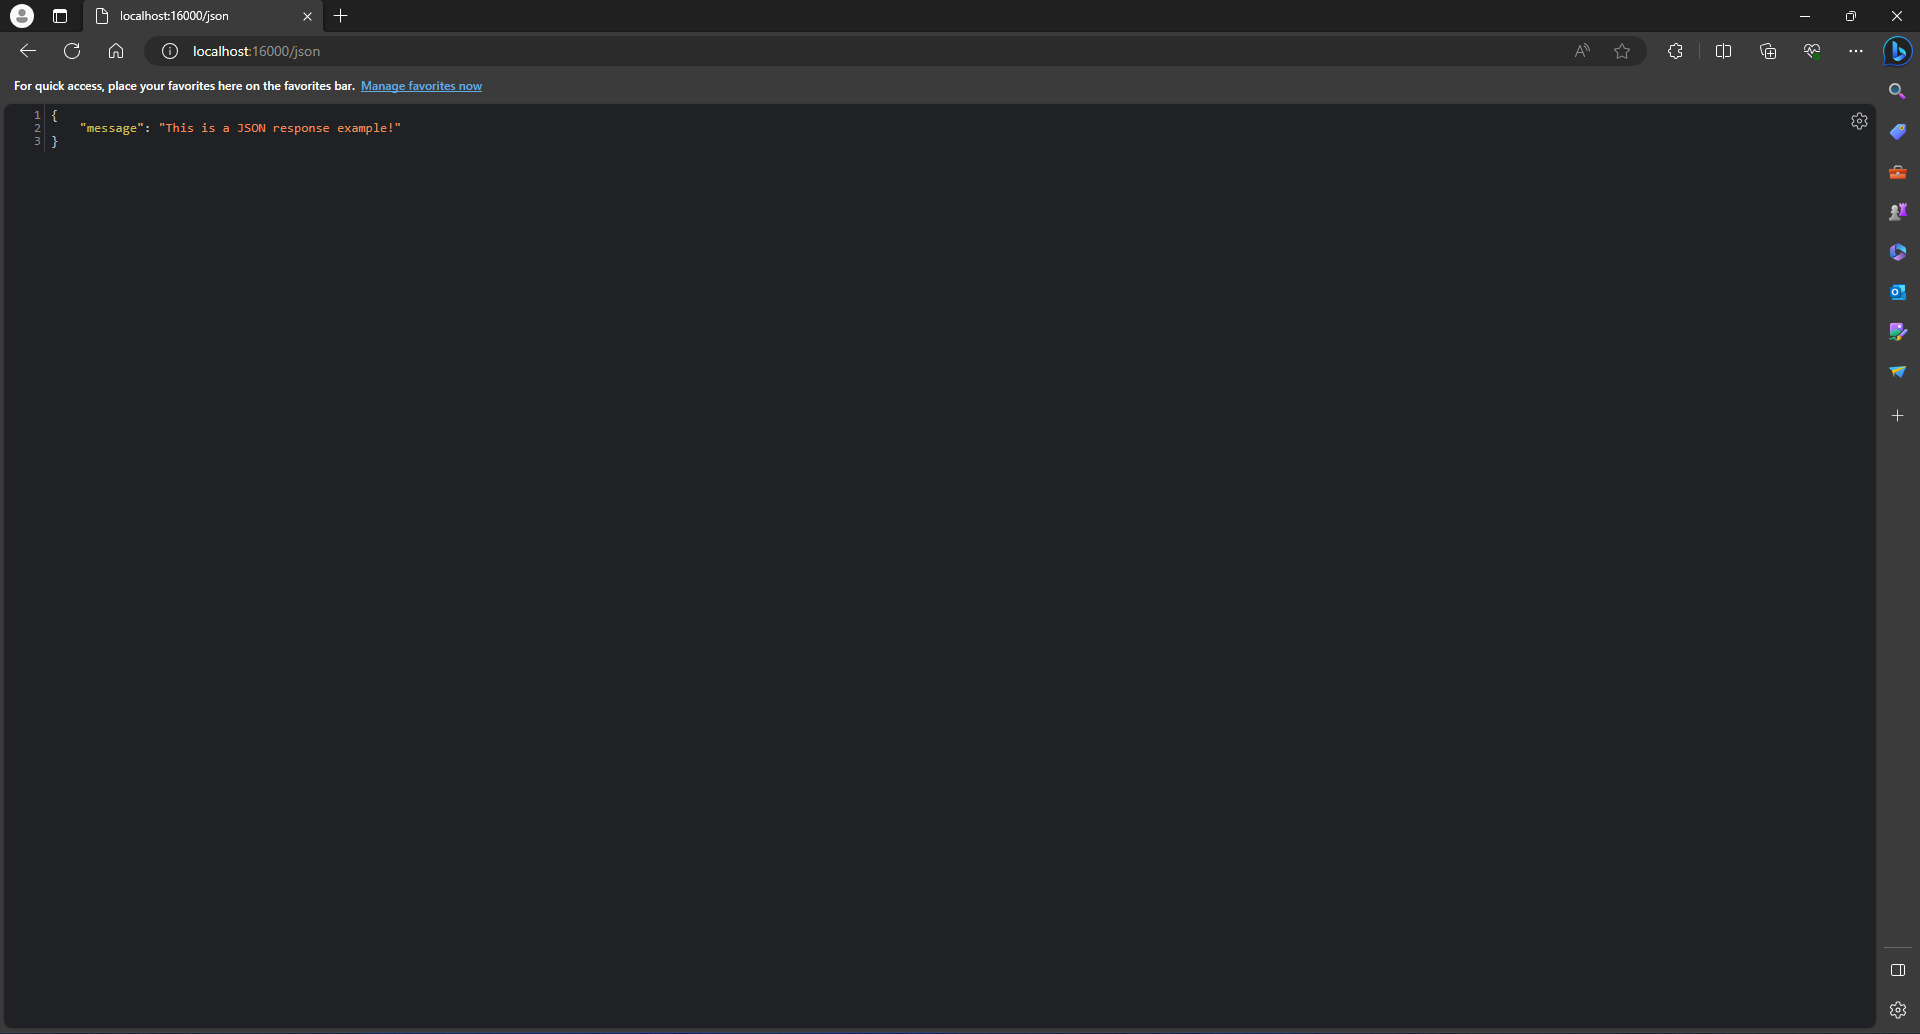 localhost:16000/json
localhost:16000/json
For quick access, place your favorites here on the favorites bar. Manage favorites now
1 {
2 "message": "This is a JSON response example!"
3 }